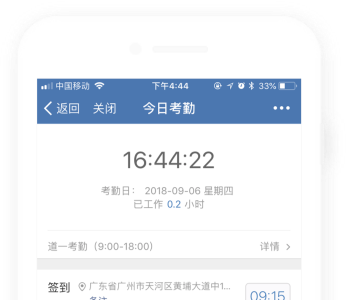 中国移动 下午4:44 33%
返回 关闭 今日考勤
16:44:22
考勤日： 2018-09-06 星期四
已工作 0.2 小时
道一考勤（9:00-18:00） 详情
签到 广东省广州市天河区黄埔大道中1... 09:15